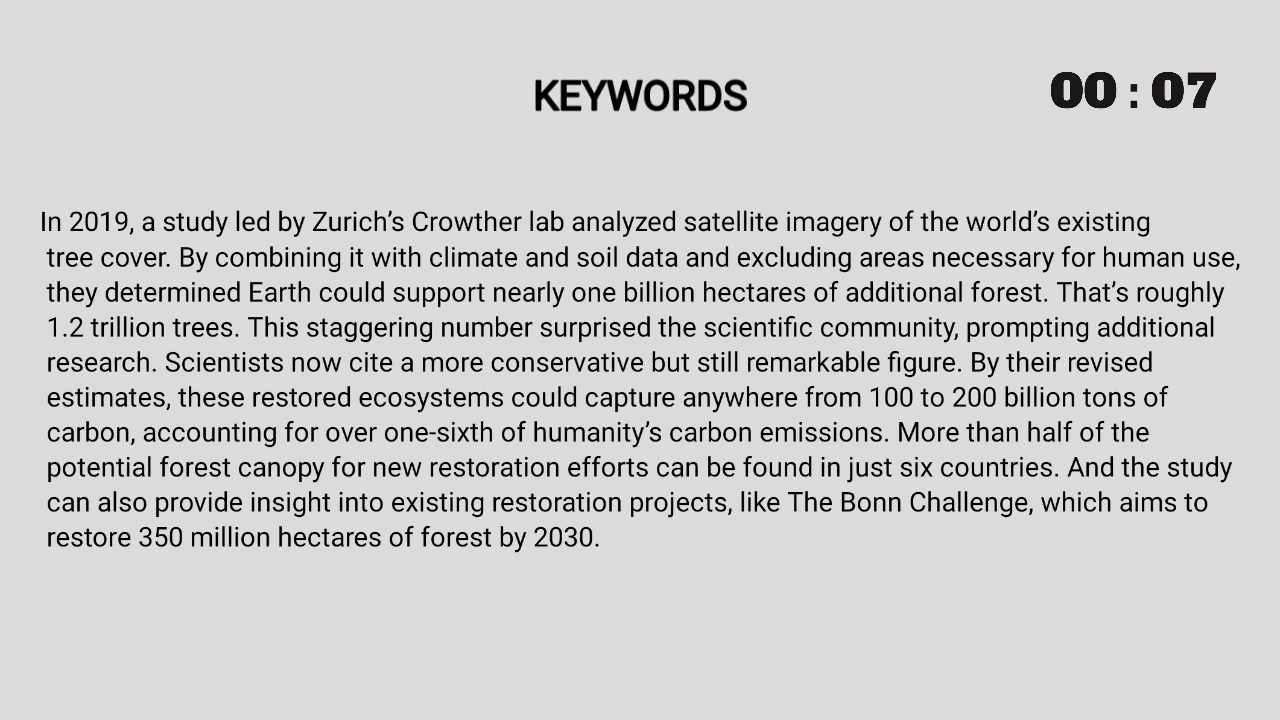 KEYWORDS
00 : 07
In 2019, a study led by Zurich’s Crowther lab analyzed satellite imagery of the world’s existing
tree cover. By combining it with climate and soil data and excluding areas necessary for human use,
they determined Earth could support nearly one billion hectares of additional forest. That’s roughly
1.2 trillion trees. This staggering number surprised the scientific community, prompting additional
research. Scientists now cite a more conservative but still remarkable figure. By their revised
estimates, these restored ecosystems could capture anywhere from 100 to 200 billion tons of
carbon, accounting for over one-sixth of humanity’s carbon emissions. More than half of the
potential forest canopy for new restoration efforts can be found in just six countries. And the study
can also provide insight into existing restoration projects, like The Bonn Challenge, which aims to
restore 350 million hectares of forest by 2030.